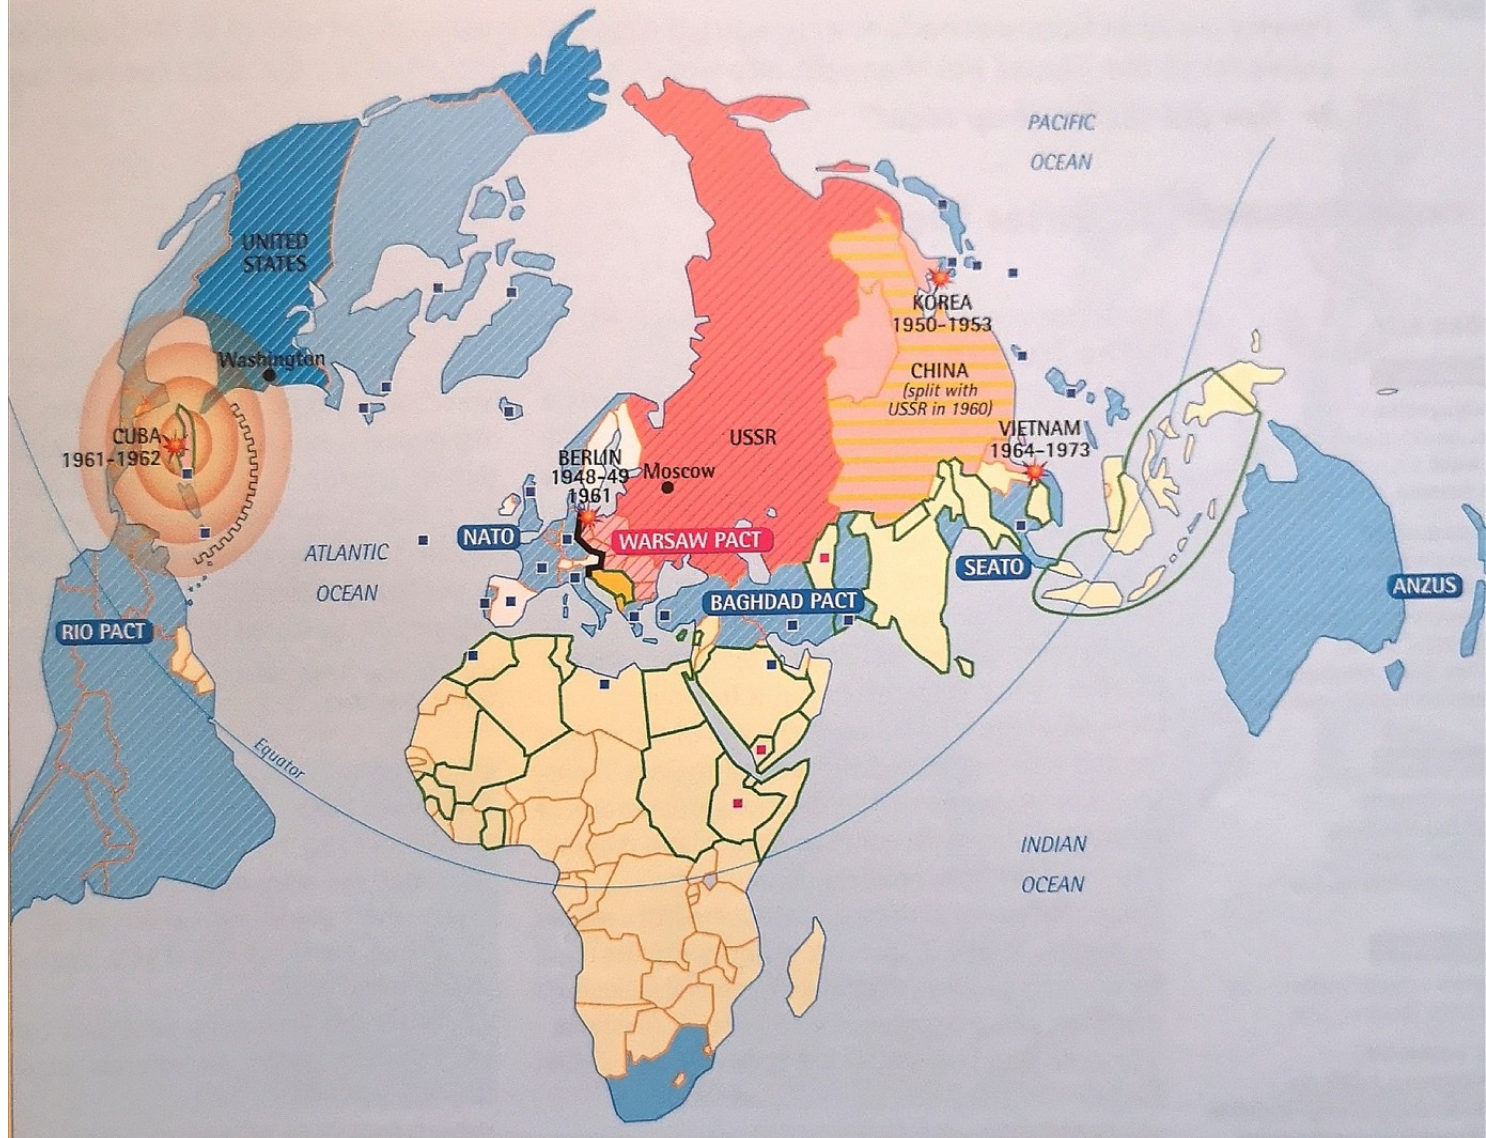 PACIFIC
OCEAN
UNITED
STATES
KOREA
1950-1953
Washington
CHINA
(split with
USSR in 1960)
CUBA
1961-1962
USSR
VIETNAM
1964-1973
BERLIN
1948-49
1961
Moscow
NATO
WARSAW PACT
ATLANTIC
OCEAN
SEATO
ANZUS
BAGHDAD PACT
RIO PACT
Equator
INDIAN
OCEAN